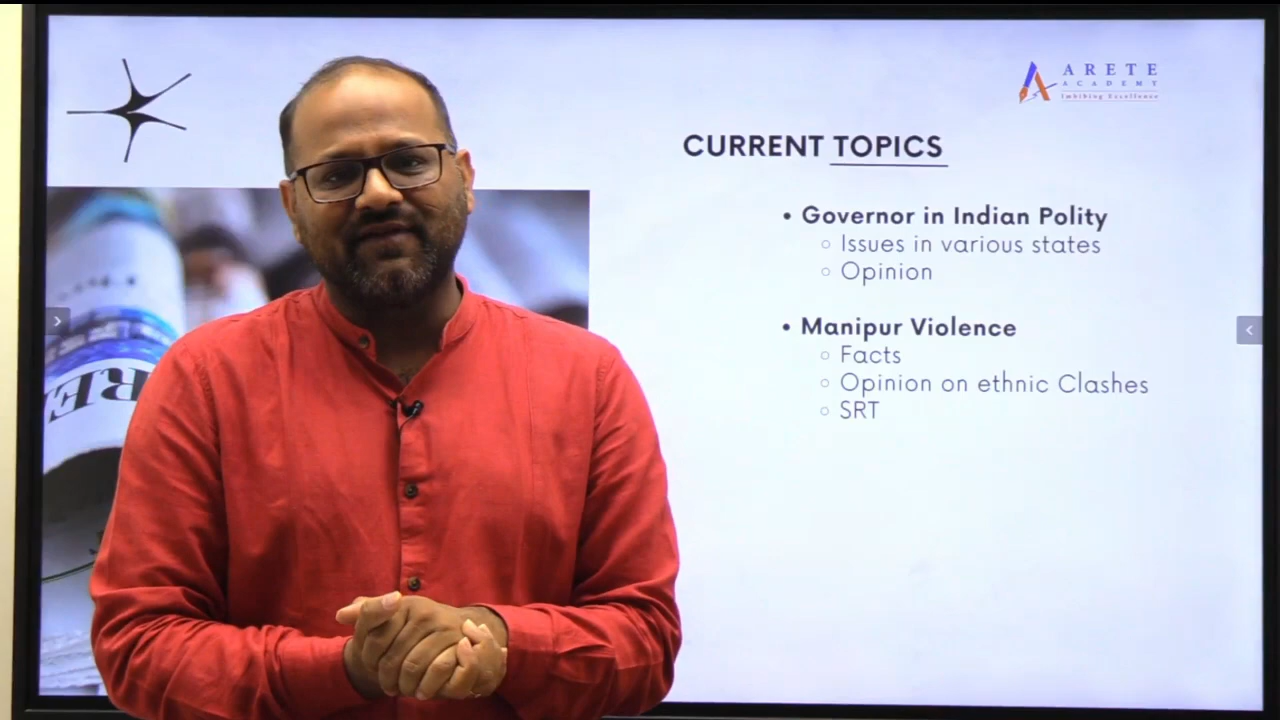 ARETE
ACADEMY
Imbibing Excellence
CURRENT TOPICS
• Governor in Indian Polity
○ Issues in various states
○ Opinion
• Manipur Violence
○ Facts
○ Opinion on ethnic Clashes
○ SRT